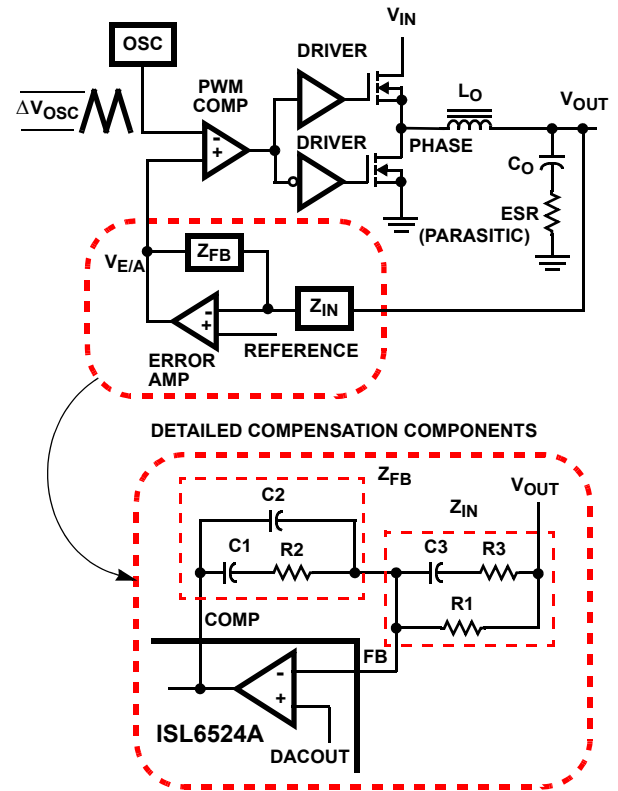 V_IN
OSC
DRIVER
PWM
COMP
L_O
V_OUT
ΔV_OSC
-
+
DRIVER
PHASE
C_O
ESR
(PARASITIC)
Z_FB
V_E/A
-
+
Z_IN
REFERENCE
ERROR
AMP
DETAILED COMPENSATION COMPONENTS
Z_FB
V_OUT
C2
Z_IN
C1
R2
C3
R3
R1
COMP
FB
-
+
ISL6524A
DACOUT